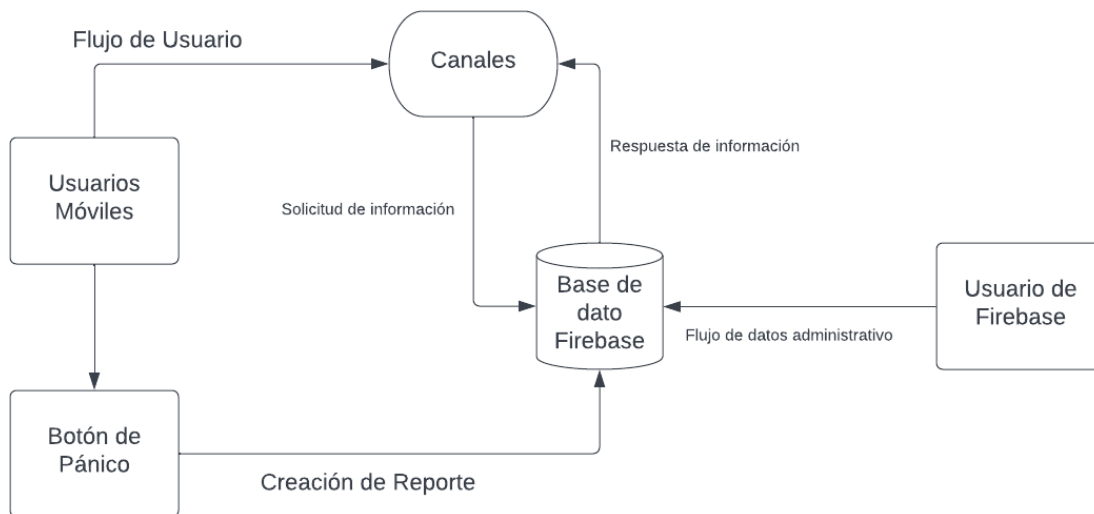 Flujo de Usuario
Canales
Respuesta de información
Usuarios
Móviles
Solicitud de información
Base de
dato
Firebase
Usuario de
Firebase
Flujo de datos administrativo
Botón de
Pánico
Creación de Reporte